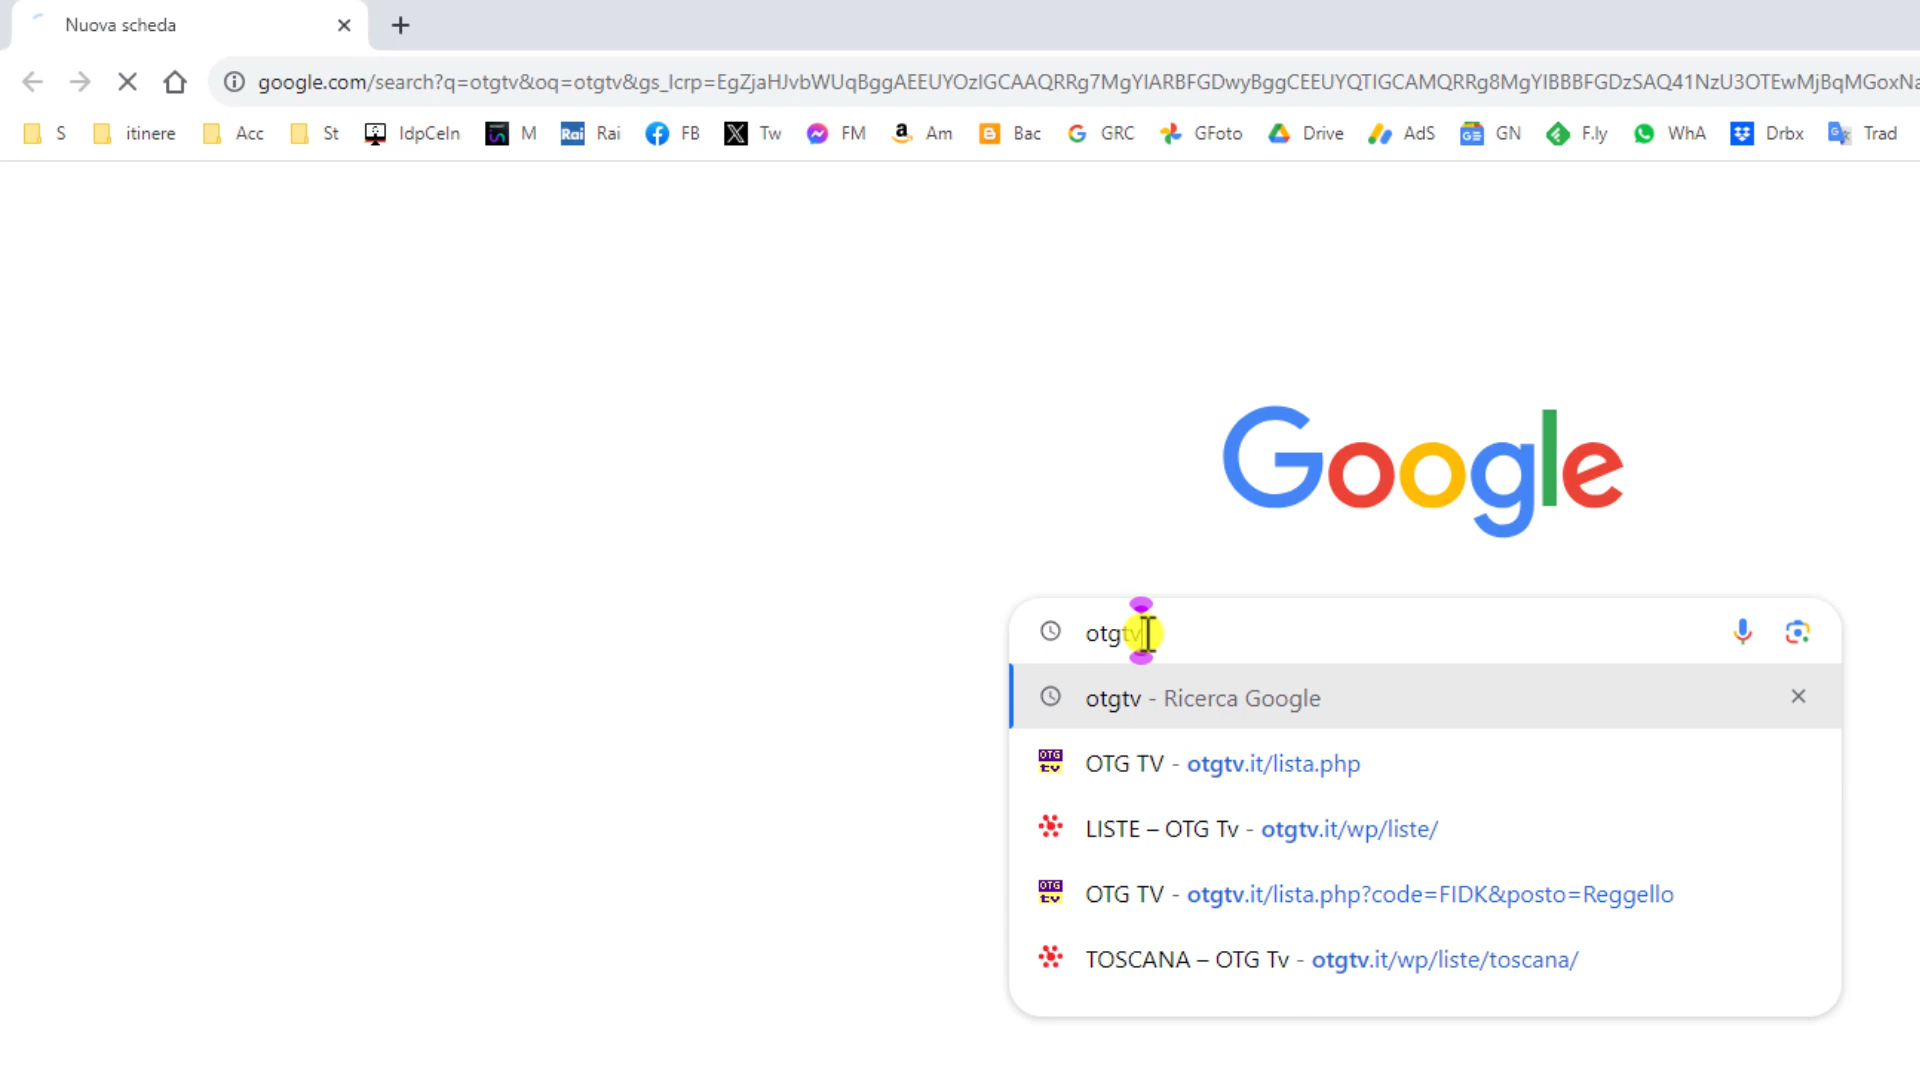 Nuova scheda
google.com/search?q=otgtv&oq=otgtv&gs_lcrp=EgZjaHJvbWUqBggAEEUYOzIGCAAQRRg7MgYIARBFGDwyBggCEEUYQTIGCAMQRRg8MgYIBBBFGDzSAQ41NzU3OTEwMjBqMGoxNa
S itinere Acc St IdpCeIn M Rai FB Tw FM Am Bac GRC GFoto Drive AdS GN F.ly WhA Drbx Trad
Google
otgtv
otgtv - Ricerca Google
OTG TV - otgtv.it/lista.php
LISTE – OTG Tv - otgtv.it/wp/liste/
OTG TV - otgtv.it/lista.php?code=FIDK&posto=Reggello
TOSCANA – OTG Tv - otgtv.it/wp/liste/toscana/